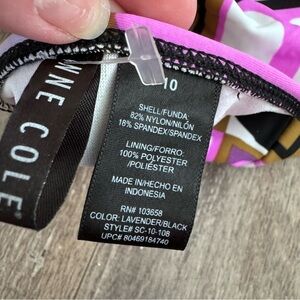 NNE COLE
10
SHELL/FUNDA:
82% NYLON/NILÓN
18% SPANDEX/SPANDEX
LINING/FORRO
100% POLYESTER
/POLIÉSTER
MADE IN/HECHO EN
INDONESIA
RN# 103658
COLOR: LAVENDER/BLACK
STYLE# SC-10-108
UPC# 80469184740